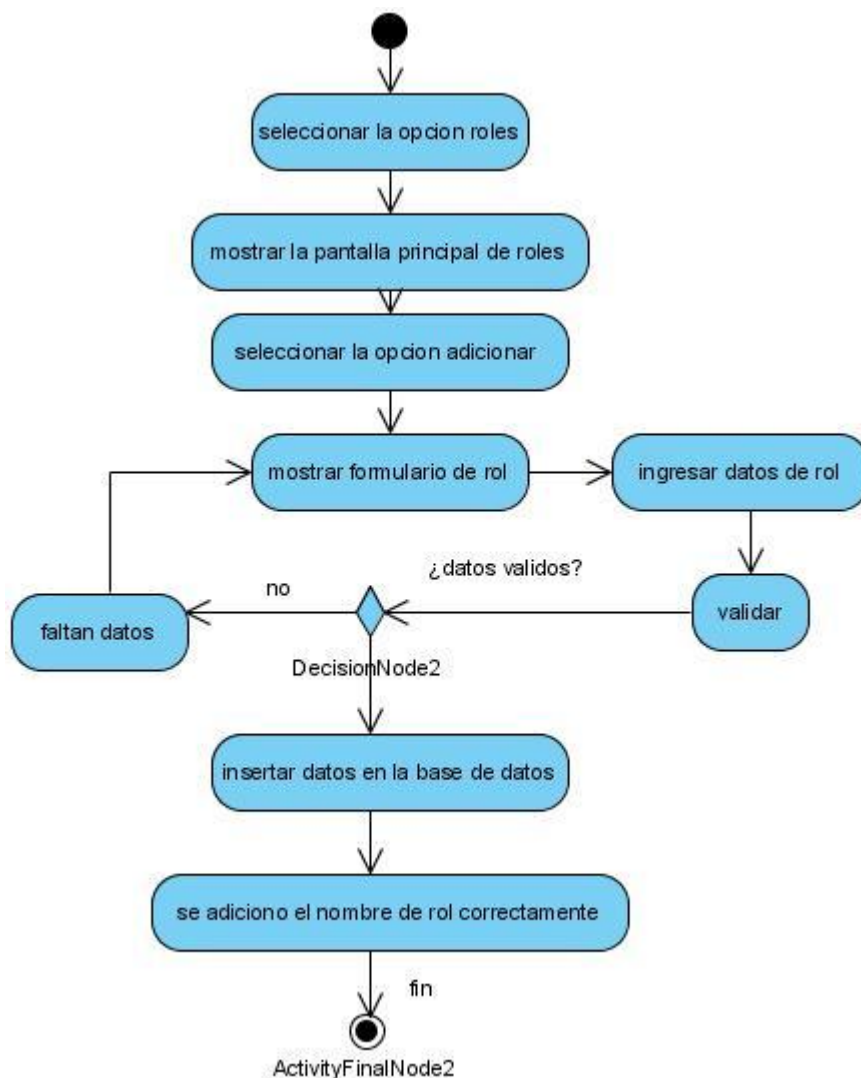 seleccionar la opcion roles
mostrar la pantalla principal de roles
seleccionar la opcion adicionar
mostrar formulario de rol
ingresar datos de rol
¿datos validos?
no
validar
faltan datos
DecisionNode2
insertar datos en la base de datos
se adiciono el nombre de rol correctamente
fin
ActivityFinalNode2